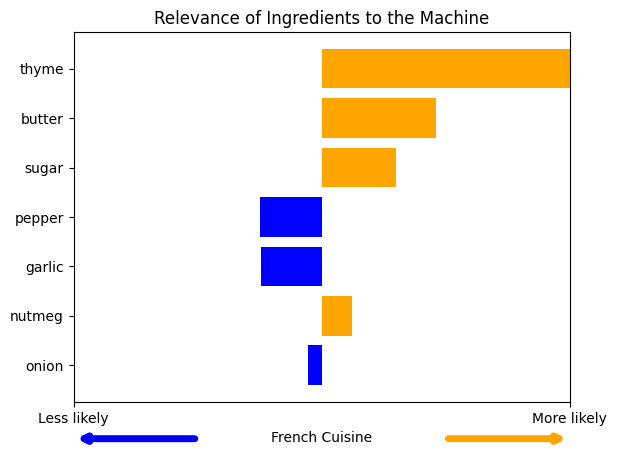 Relevance of Ingredients to the Machine
thyme
butter
sugar
pepper
garlic
nutmeg
onion
Less likely
More likely
French Cuisine